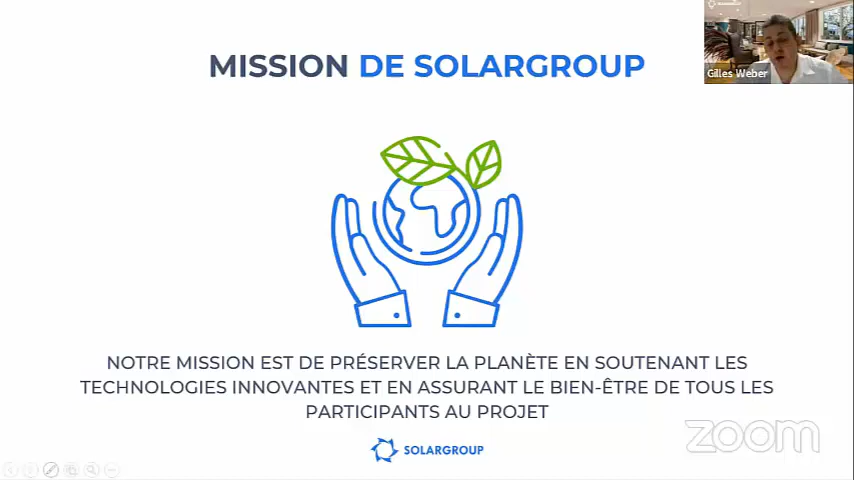 MISSION DE SOLARGROUP
SOLARGROUP
Gilles Weber
NOTRE MISSION EST DE PRÉSERVER LA PLANÈTE EN SOUTENANT LES
TECHNOLOGIES INNOVANTES ET EN ASSURANT LE BIEN-ÊTRE DE TOUS LES
PARTICIPANTS AU PROJET
SOLARGROUP
zoom